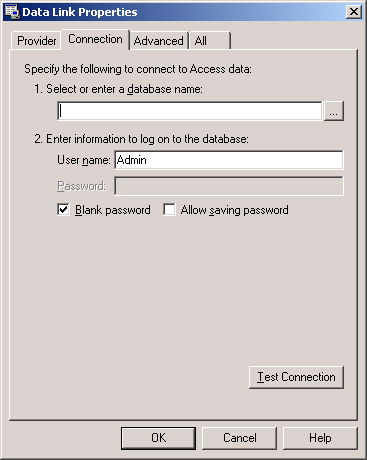 Data Link Properties
Provider Connection Advanced All
Specify the following to connect to Access data:
1. Select or enter a database name:
...
2. Enter information to log on to the database:
User name: Admin
Password:
Blank password Allow saving password
Test Connection
OK Cancel Help